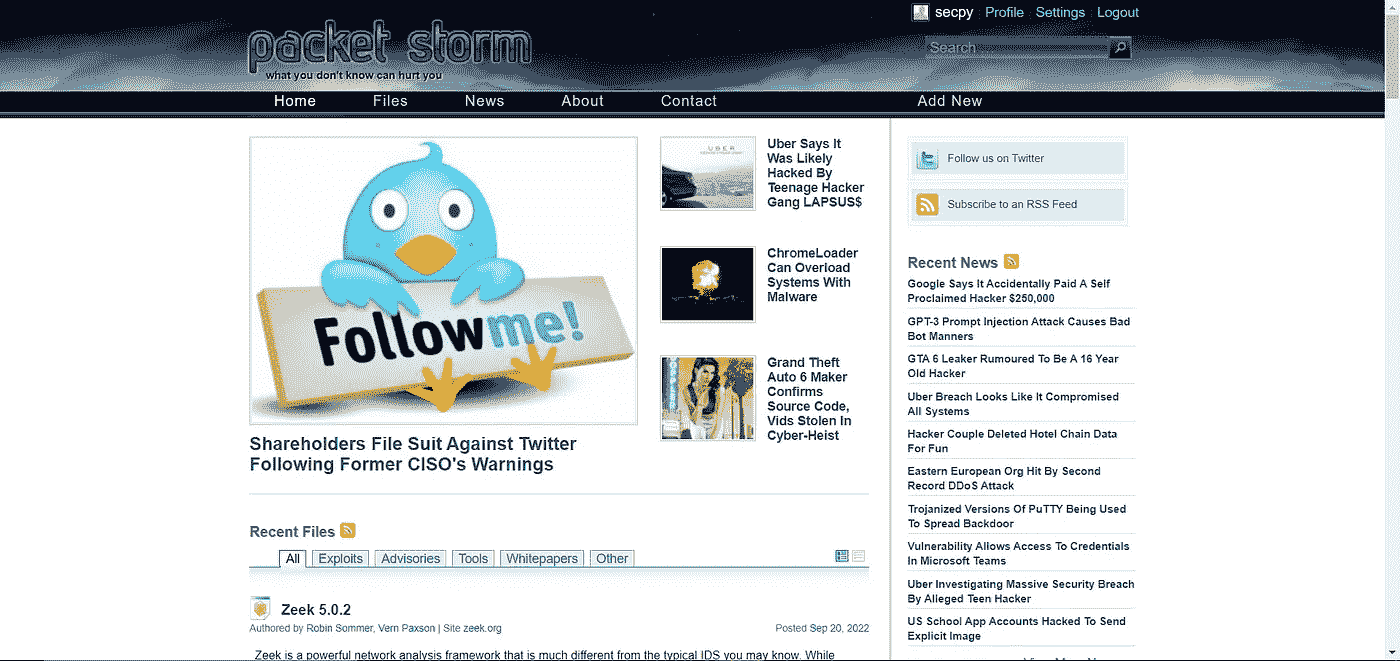 secpy Profile Settings Logout
packet storm
what you don't know can hurt you
Search
Home Files News About Contact Add New
Follow me!
Shareholders File Suit Against Twitter
Following Former CISO's Warnings
UBER
Uber Says It
Was Likely
Hacked By
Teenage Hacker
Gang LAPSUS$
ChromeLoader
Can Overload
Systems With
Malware
Grand Theft
Auto 6 Maker
Confirms
Source Code,
Vids Stolen In
Cyber-Heist
Recent Files
All Exploits Advisories Tools Whitepapers Other
Zeek 5.0.2
Authored by Robin Sommer, Vern Paxson | Site zeek.org
Posted Sep 20, 2022
Zeek is a powerful network analysis framework that is much different from the typical IDS you may know. While
Follow us on Twitter
Subscribe to an RSS Feed
Recent News
Google Says It Accidentally Paid A Self
Proclaimed Hacker $250,000
GPT-3 Prompt Injection Attack Causes Bad
Bot Manners
GTA 6 Leaker Rumoured To Be A 16 Year
Old Hacker
Uber Breach Looks Like It Compromised
All Systems
Hacker Couple Deleted Hotel Chain Data
For Fun
Eastern European Org Hit By Second
Record DDoS Attack
Trojanized Versions Of PuTTY Being Used
To Spread Backdoor
Vulnerability Allows Access To Credentials
In Microsoft Teams
Uber Investigating Massive Security Breach
By Alleged Teen Hacker
US School App Accounts Hacked To Send
Explicit Image